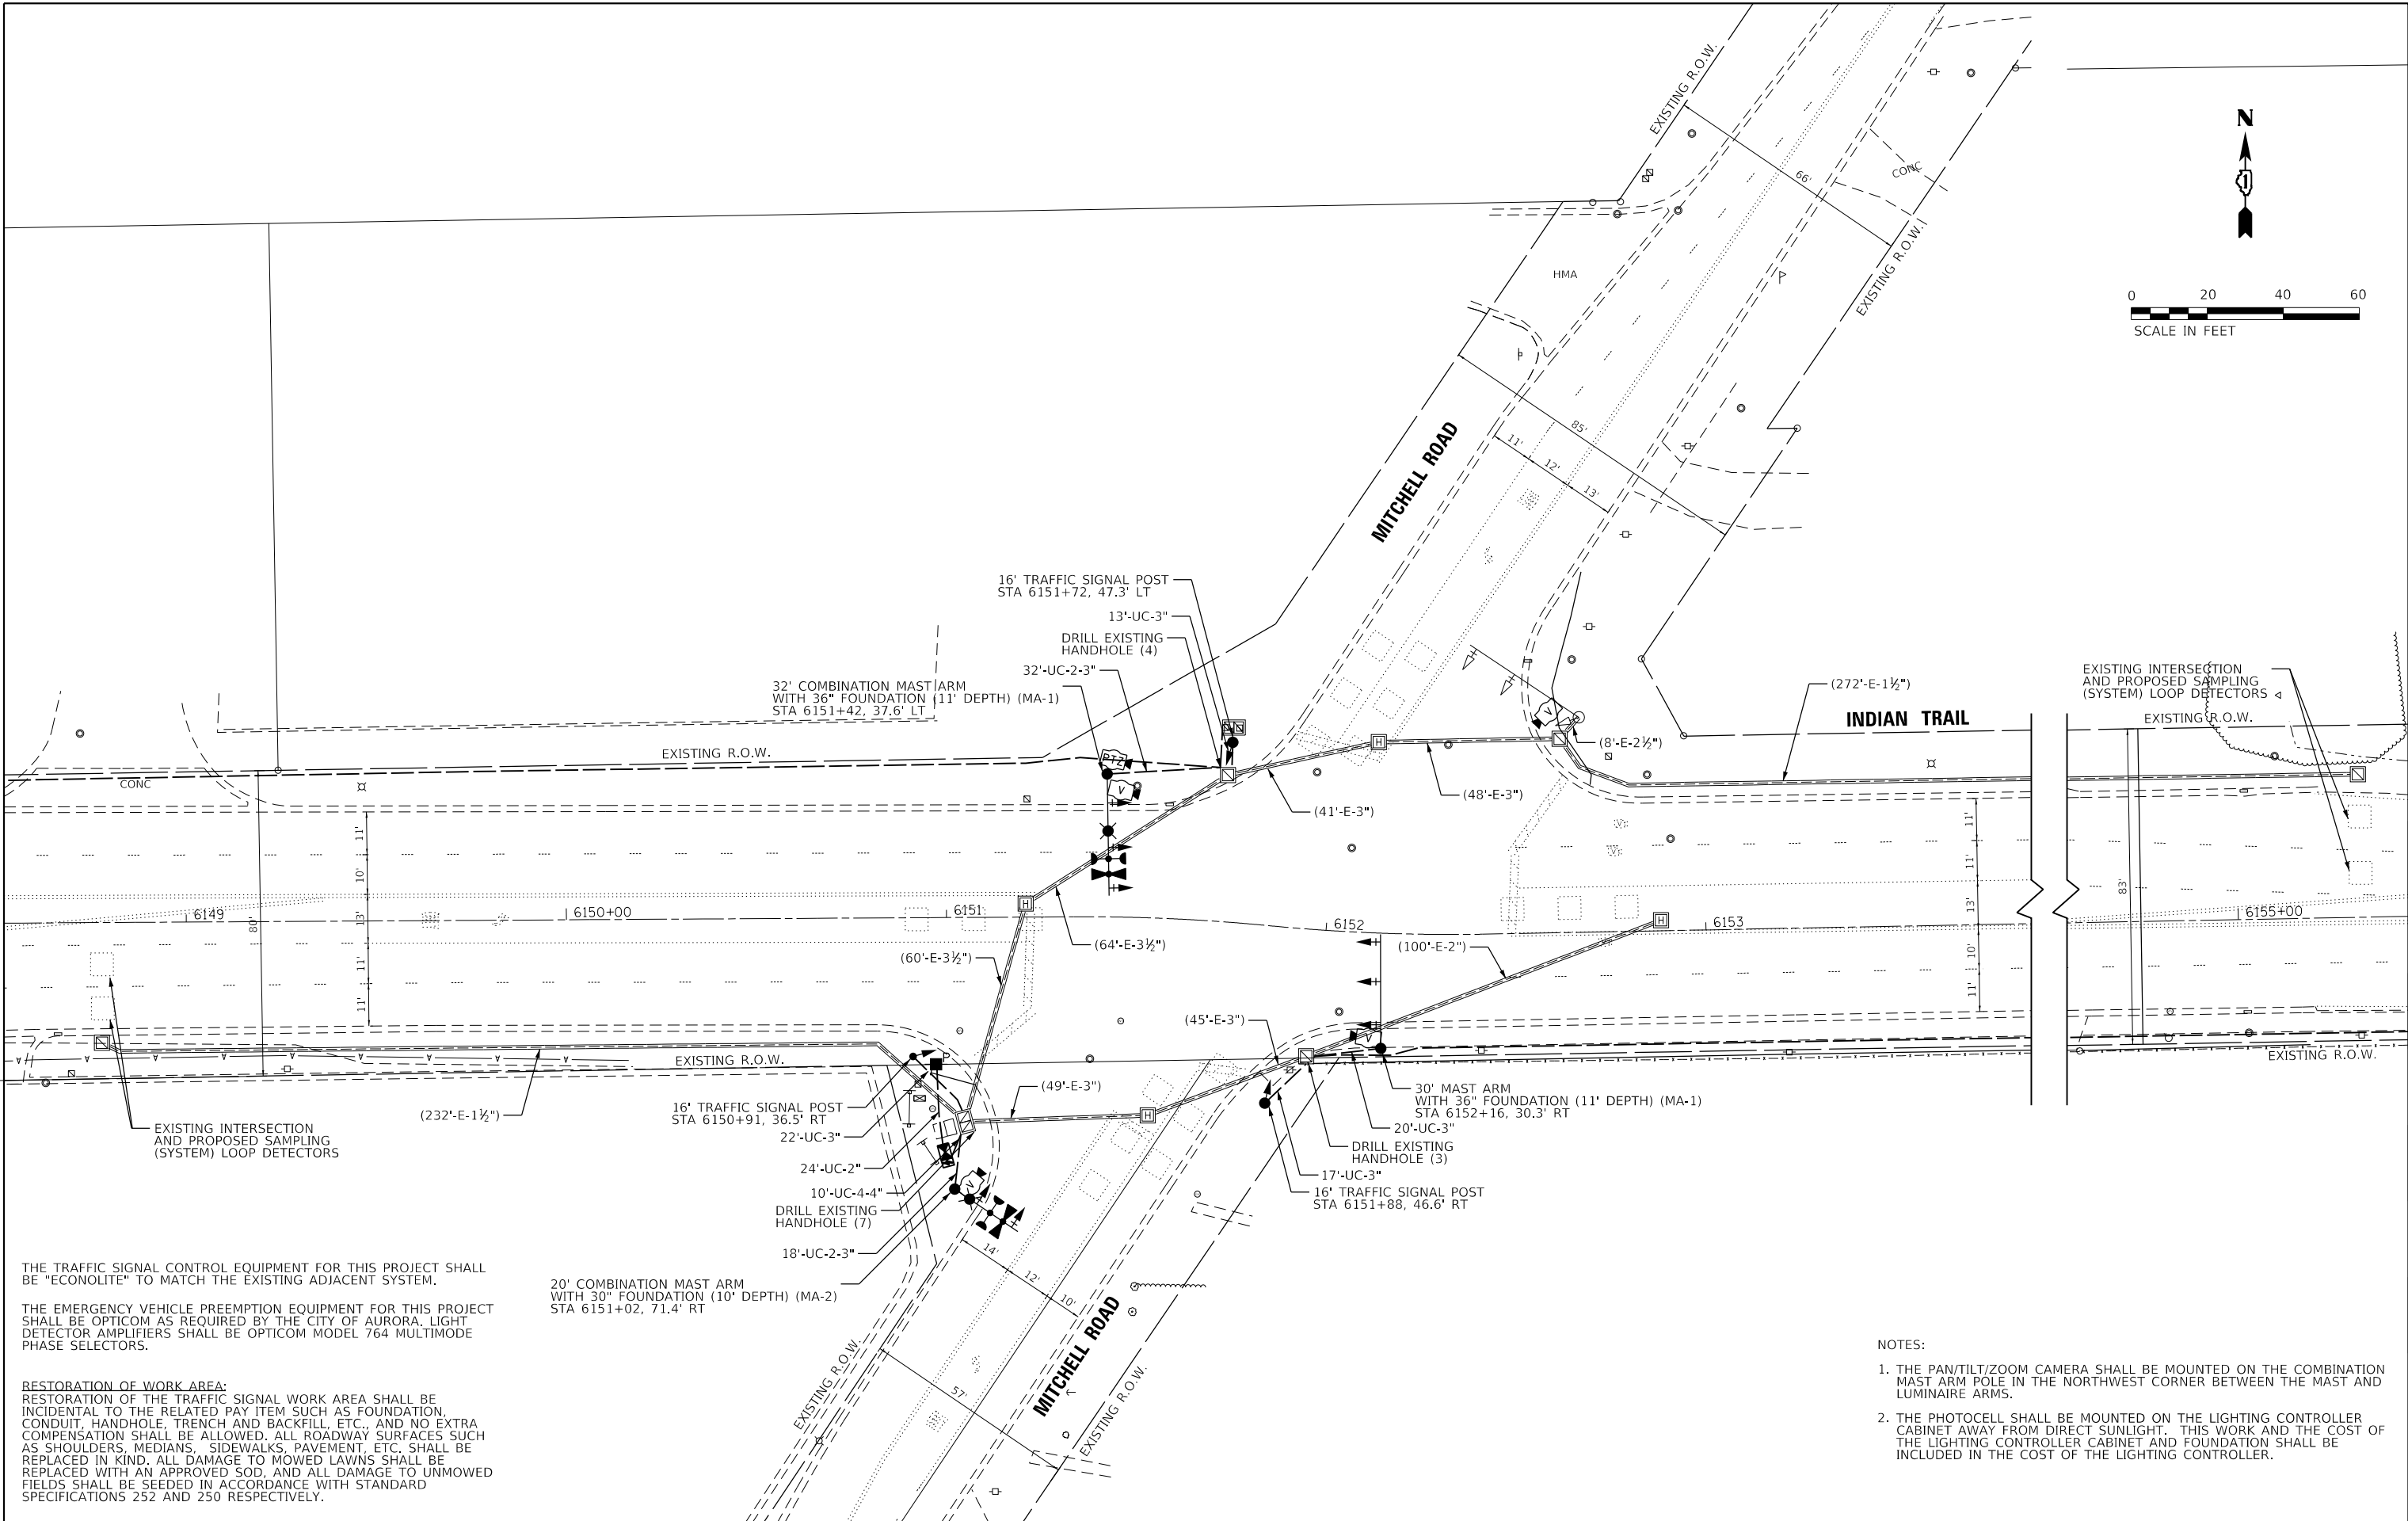 EXISTING R.O.W.
66'
CONC
EXISTING R.O.W.
N
1
0 20 40 60
SCALE IN FEET
HMA
MITCHELL ROAD
85'
11'
12'
13'
16' TRAFFIC SIGNAL POST
STA 6151+72, 47.3' LT
13'-UC-3"
DRILL EXISTING
HANDHOLE (4)
32'-UC-2-3"
32' COMBINATION MAST ARM
WITH 36" FOUNDATION (11' DEPTH) (MA-1)
STA 6151+42, 37.6' LT
EXISTING R.O.W.
CONC
PTZ
V
V
H
(8'-E-2½")
(48'-E-3")
(41'-E-3")
(272'-E-1½")
INDIAN TRAIL
EXISTING INTERSECTION
AND PROPOSED SAMPLING
(SYSTEM) LOOP DETECTORS
EXISTING R.O.W.
11'
10'
13'
11'
11'
80'
6149
6150+00
6151
6152
6153
6155+00
H
H
(64'-E-3½")
(60'-E-3½")
(100'-E-2")
(45'-E-3")
11'
11'
13'
10'
11'
83'
V
EXISTING R.O.W.
EXISTING R.O.W.
P
(49'-E-3")
H
(232'-E-1½")
EXISTING INTERSECTION
AND PROPOSED SAMPLING
(SYSTEM) LOOP DETECTORS
16' TRAFFIC SIGNAL POST
STA 6150+91, 36.5' RT
22'-UC-3"
24'-UC-2"
10'-UC-4-4"
DRILL EXISTING
HANDHOLE (7)
18'-UC-2-3"
20' COMBINATION MAST ARM
WITH 30" FOUNDATION (10' DEPTH) (MA-2)
STA 6151+02, 71.4' RT
V
30' MAST ARM
WITH 36" FOUNDATION (11' DEPTH) (MA-1)
STA 6152+16, 30.3' RT
20'-UC-3"
DRILL EXISTING
HANDHOLE (3)
17'-UC-3"
16' TRAFFIC SIGNAL POST
STA 6151+88, 46.6' RT
14'
12'
10'
57'
MITCHELL ROAD
EXISTING R.O.W.
EXISTING R.O.W.
THE TRAFFIC SIGNAL CONTROL EQUIPMENT FOR THIS PROJECT SHALL
BE "ECONOLITE" TO MATCH THE EXISTING ADJACENT SYSTEM.
THE EMERGENCY VEHICLE PREEMPTION EQUIPMENT FOR THIS PROJECT
SHALL BE OPTICOM AS REQUIRED BY THE CITY OF AURORA. LIGHT
DETECTOR AMPLIFIERS SHALL BE OPTICOM MODEL 764 MULTIMODE
PHASE SELECTORS.
RESTORATION OF WORK AREA:
RESTORATION OF THE TRAFFIC SIGNAL WORK AREA SHALL BE
INCIDENTAL TO THE RELATED PAY ITEM SUCH AS FOUNDATION,
CONDUIT, HANDHOLE, TRENCH AND BACKFILL, ETC., AND NO EXTRA
COMPENSATION SHALL BE ALLOWED. ALL ROADWAY SURFACES SUCH
AS SHOULDERS, MEDIANS, SIDEWALKS, PAVEMENT, ETC. SHALL BE
REPLACED IN KIND. ALL DAMAGE TO MOWED LAWNS SHALL BE
REPLACED WITH AN APPROVED SOD, AND ALL DAMAGE TO UNMOWED
FIELDS SHALL BE SEEDED IN ACCORDANCE WITH STANDARD
SPECIFICATIONS 252 AND 250 RESPECTIVELY.
NOTES:
1. THE PAN/TILT/ZOOM CAMERA SHALL BE MOUNTED ON THE COMBINATION
MAST ARM POLE IN THE NORTHWEST CORNER BETWEEN THE MAST AND
LUMINAIRE ARMS.
2. THE PHOTOCELL SHALL BE MOUNTED ON THE LIGHTING CONTROLLER
CABINET AWAY FROM DIRECT SUNLIGHT. THIS WORK AND THE COST OF
THE LIGHTING CONTROLLER CABINET AND FOUNDATION SHALL BE
INCLUDED IN THE COST OF THE LIGHTING CONTROLLER.